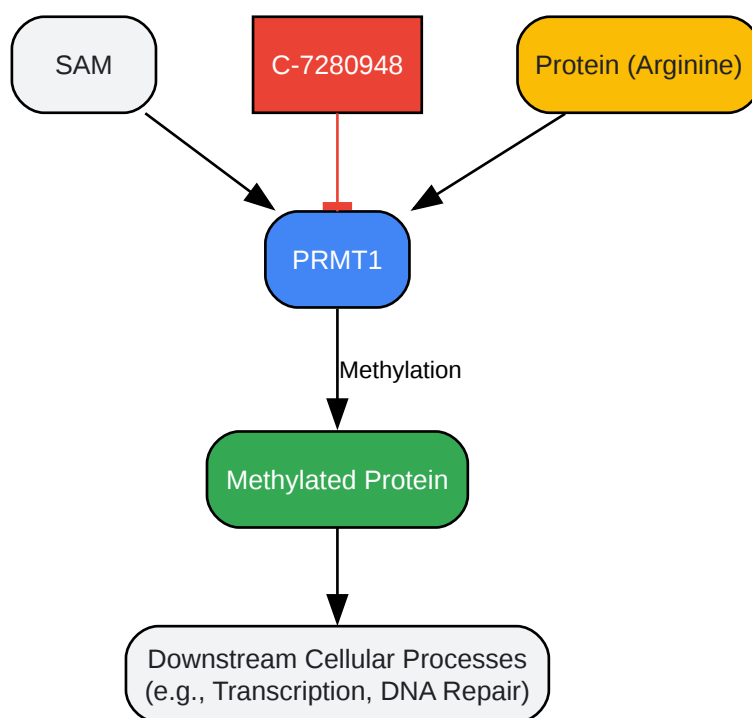 SAM
C-7280948
Protein (Arginine)
PRMT1
Methylation
Methylated Protein
Downstream Cellular Processes
(e.g., Transcription, DNA Repair)